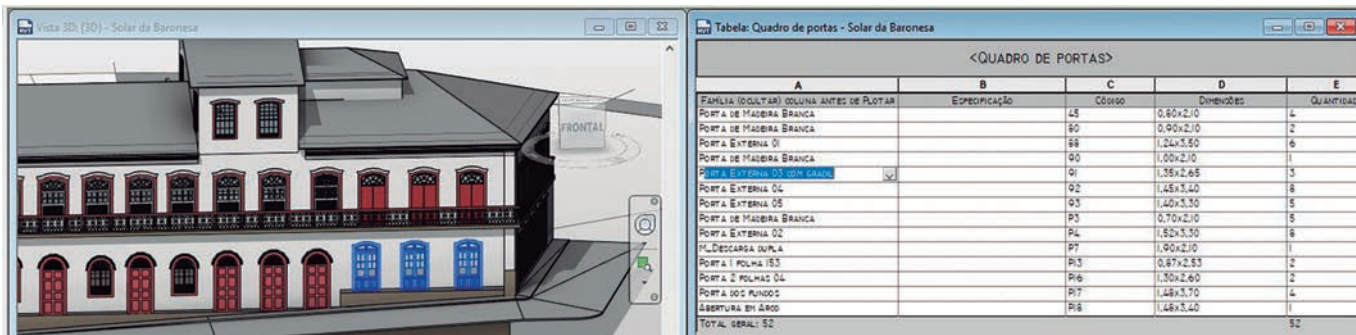 Vista 3D: {3D} - Solar da Baronesa
FRONTAL
Tabela: Quadro de portas - Solar da Baronesa
<QUADRO DE PORTAS>
A B C D E
FAMÍLIA (OCULTAR) COLUNA ANTES DE PLOTAR ESPECIFICAÇÃO CÓDIGO DIMENSÕES QUANTIDAD
PORTA DE MADEIRA BRANCA 45 0,80x2,10 4
PORTA DE MADEIRA BRANCA 80 0,90x2,10 2
PORTA EXTERNA 01 88 1,24x3,50 6
PORTA DE MADEIRA BRANCA 90 1,00x2,10 1
PORTA EXTERNA 03 COM GRADIL 91 1,35x2,65 3
PORTA EXTERNA 04 92 1,45x3,40 8
PORTA EXTERNA 05 93 1,40x3,30 5
PORTA DE MADEIRA BRANCA P3 0,70x2,10 5
PORTA EXTERNA 02 P4 1,52x3,30 8
M_DESCARGA DUPLA P7 1,90x2,10 1
PORTA 1 FOLHA 153 P13 0,87x2,53 2
PORTA 2 FOLHAS 04 P16 1,30x2,60 2
PORTA DOS FUNDOS P17 1,48x3,70 4
ABERTURA EM ARCO P18 1,48x3,40 1
TOTAL GERAL: 52 52